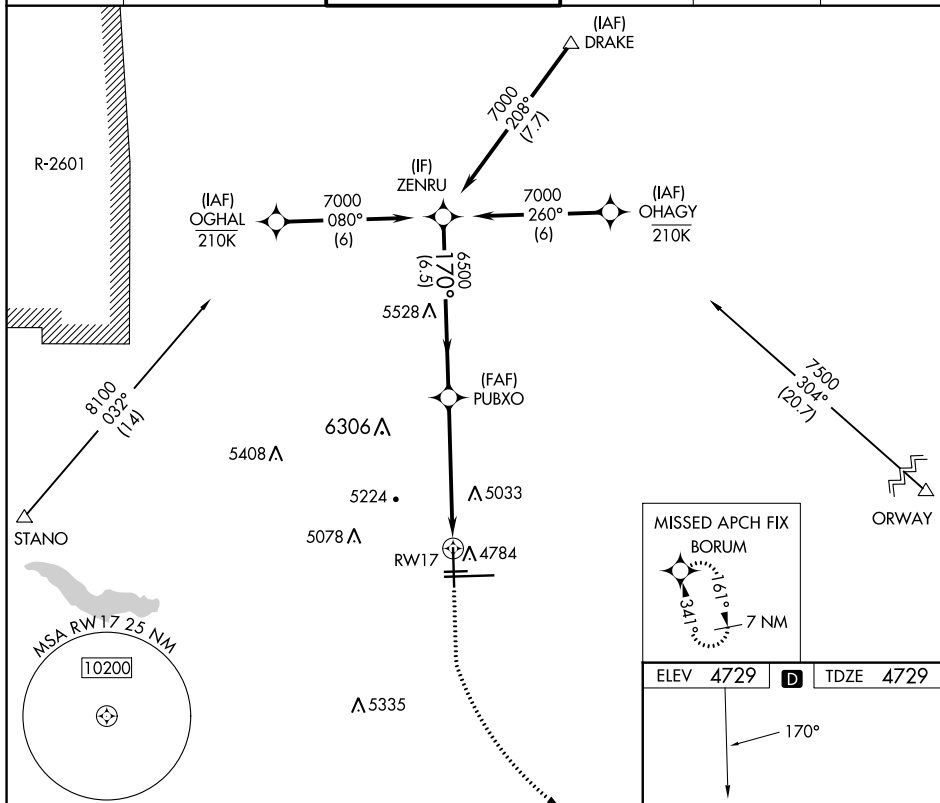 (IAF)
DRAKE
7000
208°
(7.7)
R-2601
(IF)
ZENRU
(IAF)
OGHAL
210K
7000
080°
(6)
7000
260°
(6)
(IAF)
OHAGY
210K
6500
170°
(6.5)
5528
8100
032°
(14)
7500
304°
(20.7)
(FAF)
PUBXO
6306
5408
5224
5033
5078
RW17
4784
STANO
ORWAY
MISSED APCH FIX
BORUM
161°
341°
7 NM
MSA RW17 25 NM
10200
5335
ELEV 4729
D
TDZE 4729
170°